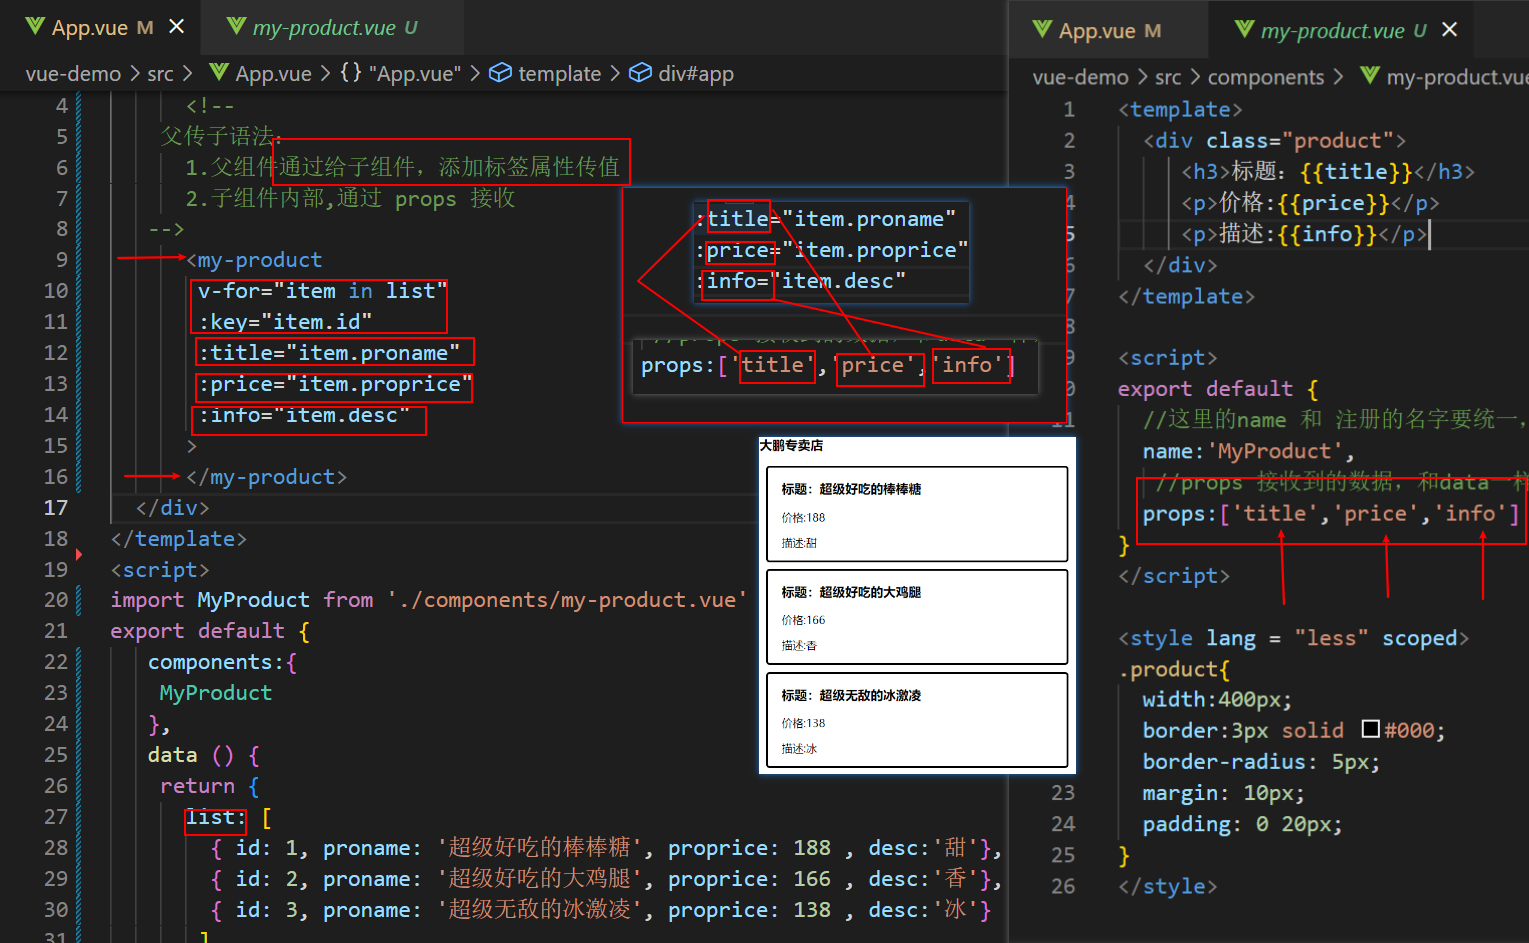 App.vue M ×
my-product.vue U
vue-demo > src > App.vue > {} "App.vue" > template > div#app
4 <!--
5 父传子语法:
6 1.父组件通过给子组件，添加标签属性传值
7 2.子组件内部,通过 props 接收
8 -->
9 <my-product
10 v-for="item in list"
11 :key="item.id"
12 :title="item.proname"
13 :price="item.proprice"
14 :info="item.desc"
15 >
16 </my-product>
17 </div>
18 </template>
19 <script>
20 import MyProduct from './components/my-product.vue'
21 export default {
22 components:{
23 MyProduct
24 },
25 data () {
26 return {
27 list: [
28 { id: 1, proname: '超级好吃的棒棒糖', proprice: 188 , desc:'甜'},
29 { id: 2, proname: '超级好吃的大鸡腿', proprice: 166 , desc:'香'},
30 { id: 3, proname: '超级无敌的冰激凌', proprice: 138 , desc:'冰'}
31 ]
:title="item.proname"
:price="item.proprice"
:info="item.desc"
props:['title','price','info']
大鹏专卖店
标题：超级好吃的棒棒糖
价格:188
描述:甜
标题：超级好吃的大鸡腿
价格:166
描述:香
标题：超级无敌的冰激凌
价格:138
描述:冰
App.vue M
my-product.vue U ×
vue-demo > src > components > my-product.vue
1 <template>
2 <div class="product">
3 <h3>标题：{{title}}</h3>
4 <p>价格:{{price}}</p>
5 <p>描述:{{info}}</p>
6 </div>
7 </template>
8
9 <script>
0 export default {
11 //这里的name 和 注册的名字要统一，
name:'MyProduct',
//props 接收到的数据，和data一样
props:['title','price','info']
}
</script>
<style lang = "less" scoped>
.product{
width:400px;
border:3px solid #000;
border-radius: 5px;
23 margin: 10px;
24 padding: 0 20px;
25 }
26 </style>